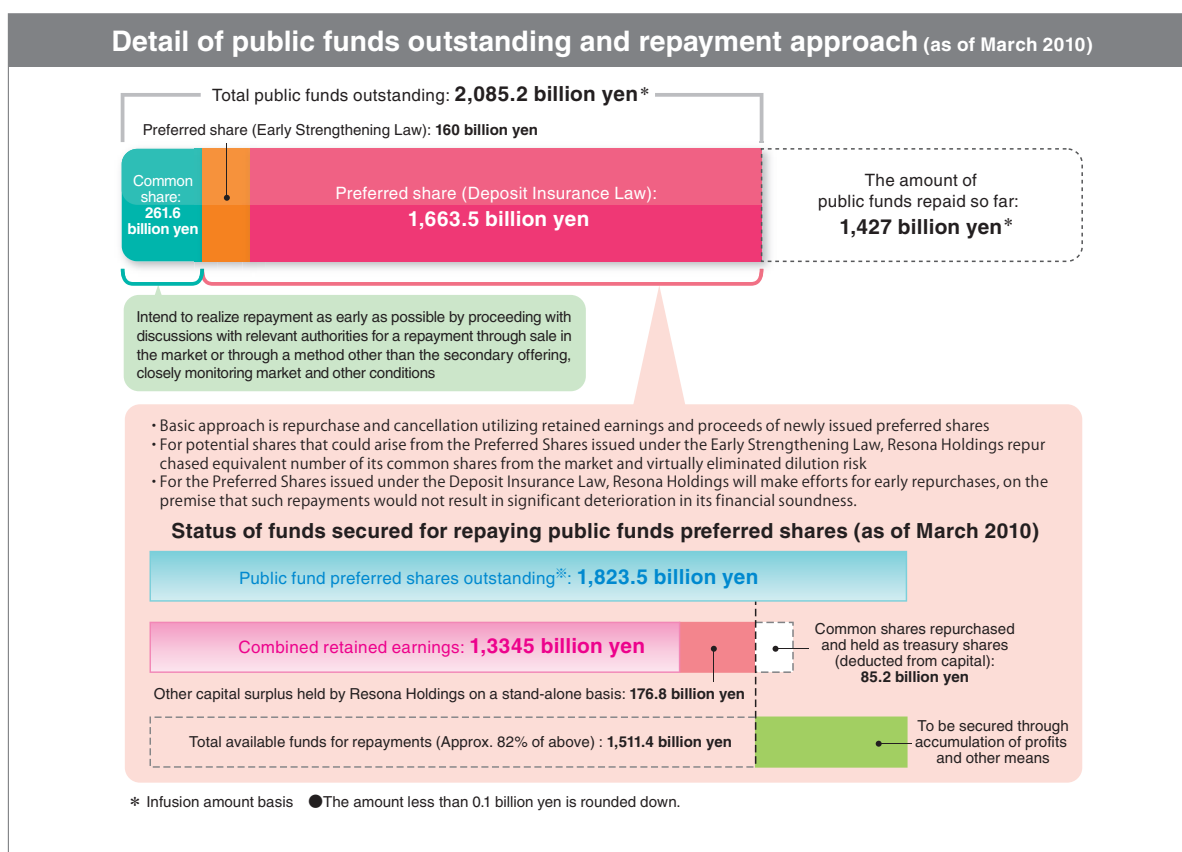 Detail of public funds outstanding and repayment approach (as of March 2010)
Total public funds outstanding: 2,085.2 billion yen*
Preferred share (Early Strengthening Law): 160 billion yen
Common
share:
261.6
billion yen
Preferred share (Deposit Insurance Law):
1,663.5 billion yen
The amount of
public funds repaid so far:
1,427 billion yen*
Intend to realize repayment as early as possible by proceeding with
discussions with relevant authorities for a repayment through sale in
the market or through a method other than the secondary offering,
closely monitoring market and other conditions
・Basic approach is repurchase and cancellation utilizing retained earnings and proceeds of newly issued preferred shares
・For potential shares that could arise from the Preferred Shares issued under the Early Strengthening Law, Resona Holdings repur
chased equivalent number of its common shares from the market and virtually eliminated dilution risk
・For the Preferred Shares issued under the Deposit Insurance Law, Resona Holdings will make efforts for early repurchases, on the
premise that such repayments would not result in significant deterioration in its financial soundness.
Status of funds secured for repaying public funds preferred shares (as of March 2010)
Public fund preferred shares outstanding※: 1,823.5 billion yen
Combined retained earnings: 1,3345 billion yen
Common shares repurchased
and held as treasury shares
(deducted from capital):
85.2 billion yen
Other capital surplus held by Resona Holdings on a stand-alone basis: 176.8 billion yen
Total available funds for repayments (Approx. 82% of above) : 1,511.4 billion yen
To be secured through
accumulation of profits
and other means
* Infusion amount basis ●The amount less than 0.1 billion yen is rounded down.